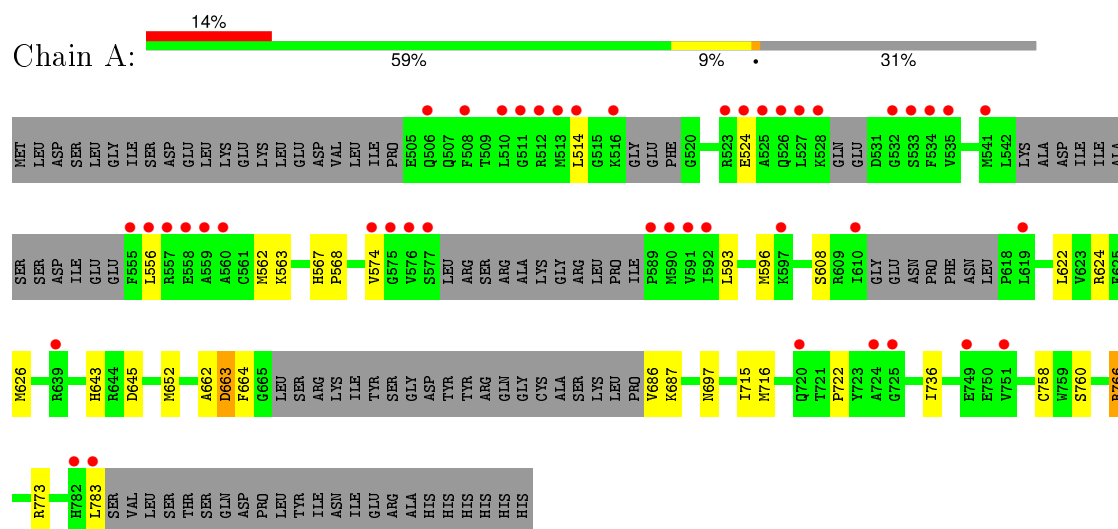 14%
Chain A:
59% 9% • 31%
MET LEU ASP SER LEU GLY ILE SER ASP GLU LEU LYS GLU LYS LEU GLU ASP VAL LEU ILE PRO E505 Q506 Q507 F508 T509 L510 G511 R512 M513 L514 G515 K516 GLY GLU PHE G520 R523 E524 A525 Q526 L527 K528 GLN GLU D531 G532 S533 F534 V535 M541 L542 LYS ALA ASP ILE ILE ALA
SER SER ASP ILE GLU GLU F555 L556 R557 E558 A559 A560 C561 M562 K563 H567 P568 V574 G575 V576 S577 LEU ARG SER ARG ALA LYS GLY ARG LEU PRO ILE P589 M590 V591 I592 L593 M596 K597 S608 R609 I610 GLY GLU ASN PRO PHE ASN LEU P618 L619 L622 V623 R624 F625
M626 R639 H643 R644 D645 M652 A662 D663 F664 G665 LEU SER ARG LYS ILE TYR SER GLY ASP TYR TYR ARG GLN GLY CYS ALA SER LYS LEU PRO V686 K687 N697 I715 M716 Q720 T721 P722 Y723 A724 G725 I736 E749 E750 V751 C758 W759 S760 R766
R773 H782 L783 SER VAL LEU SER THR SER GLN ASP PRO LEU TYR ILE ASN ILE GLU ARG ALA HIS HIS HIS HIS HIS HIS